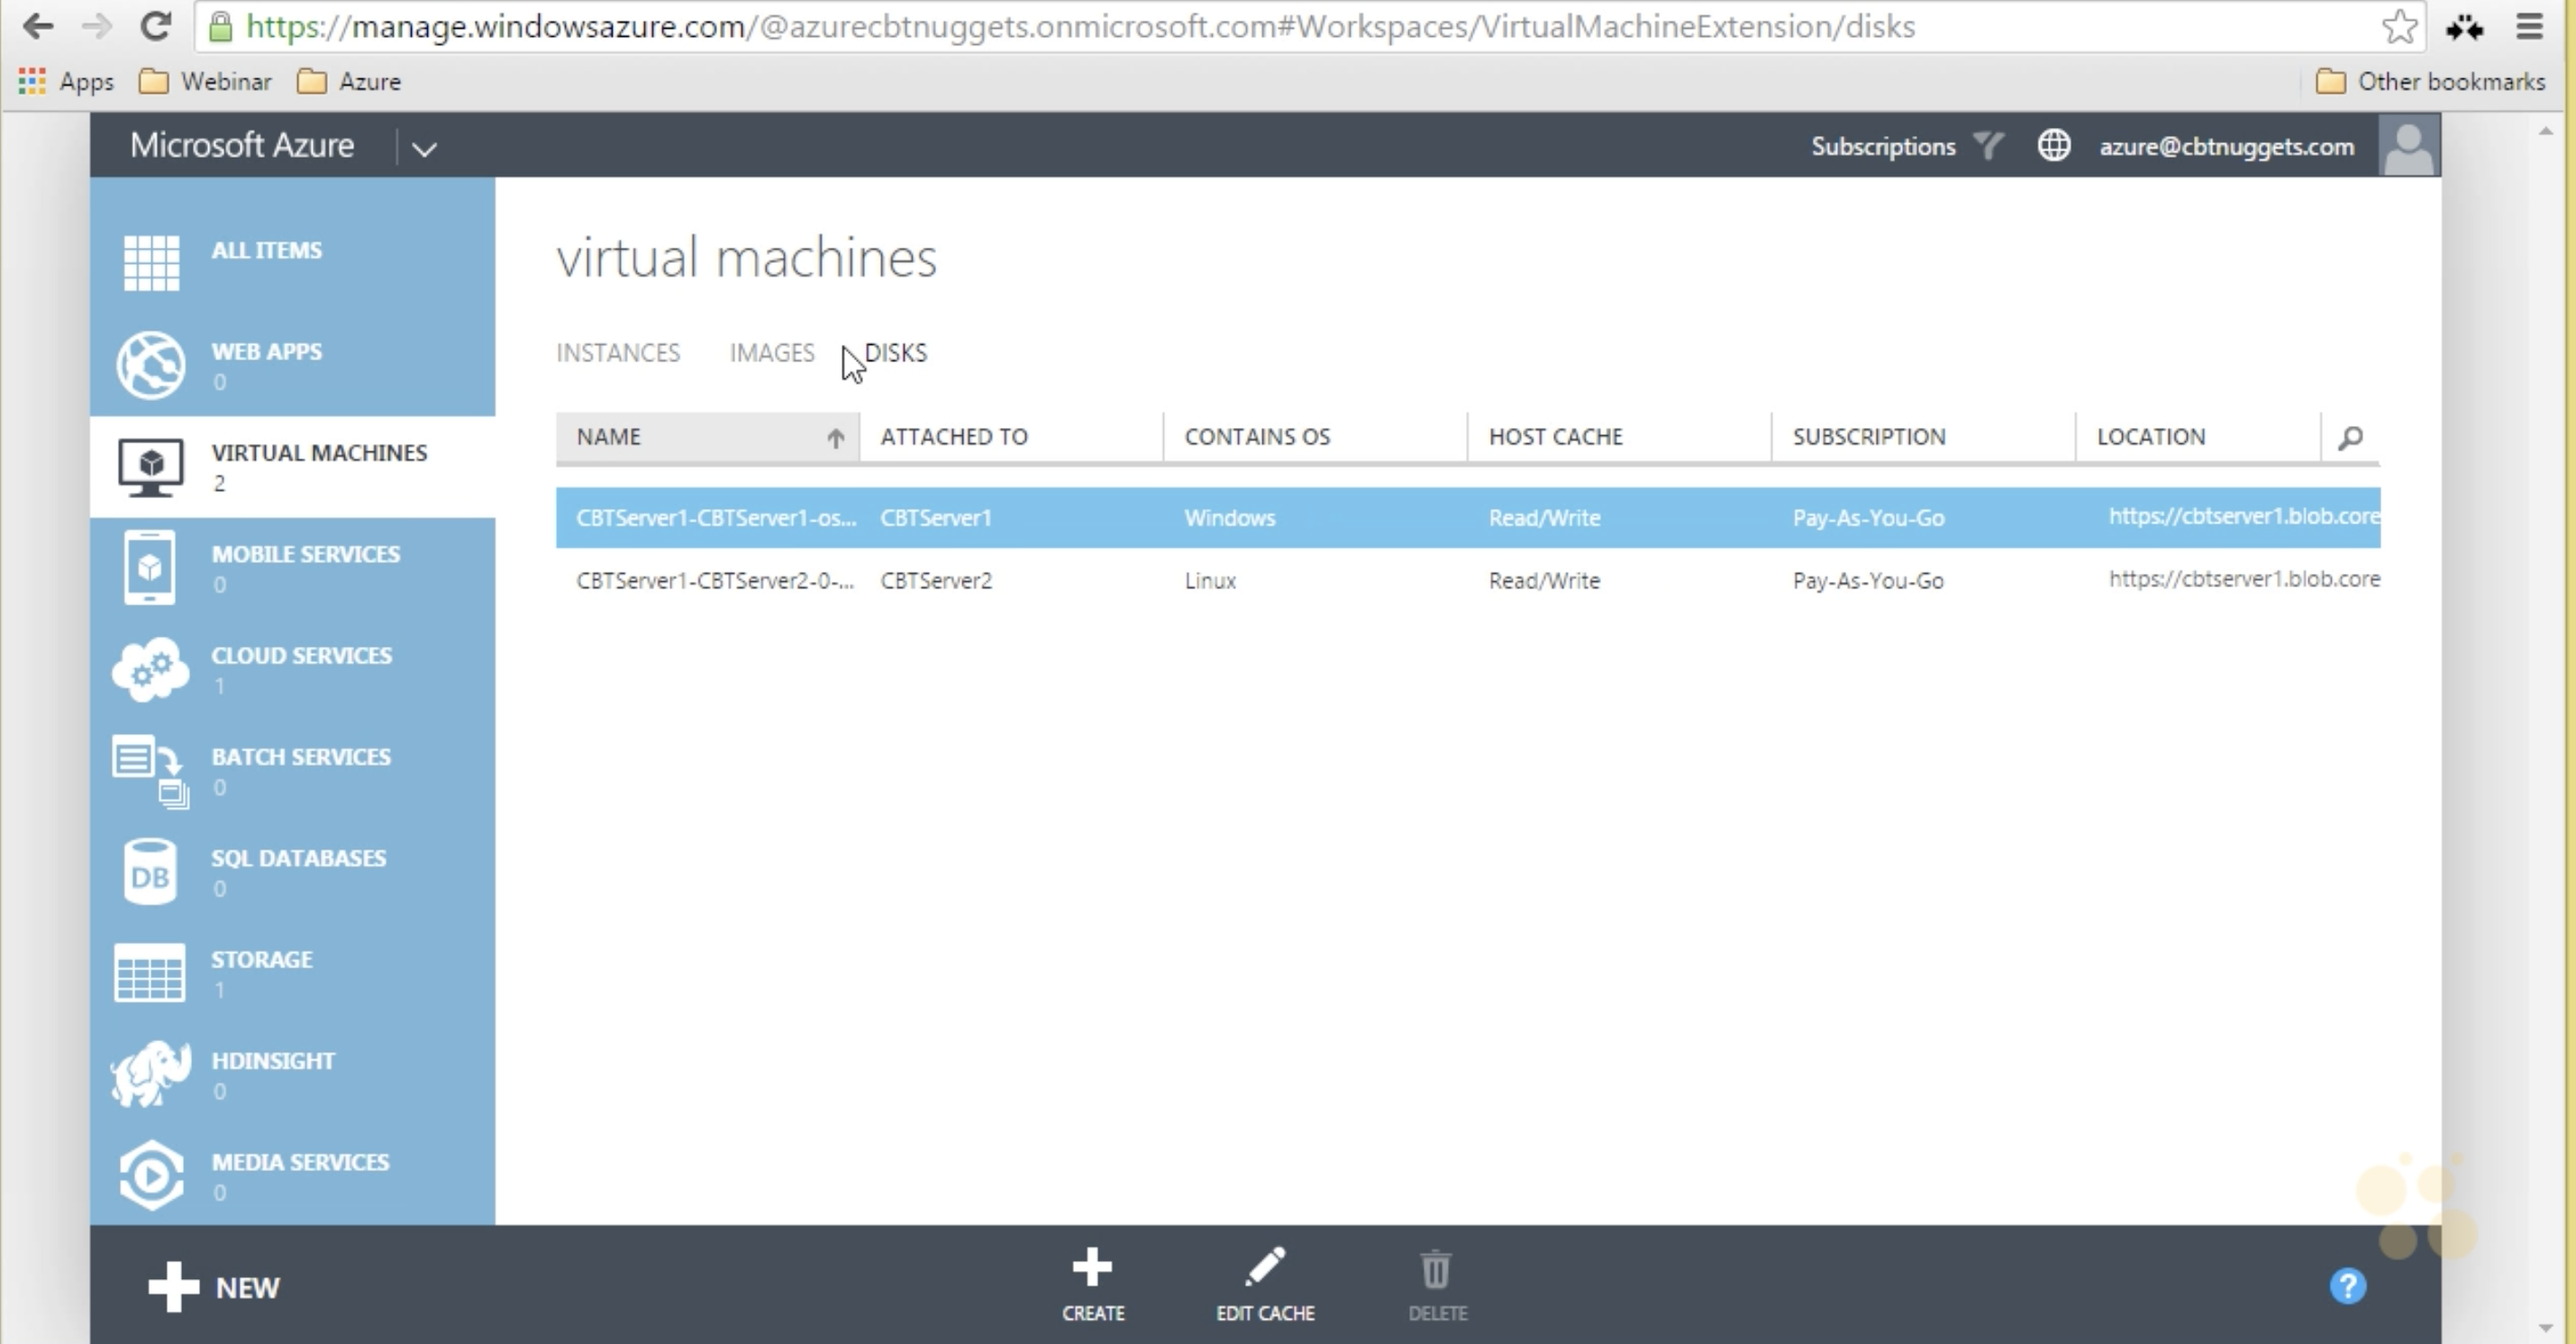 https://manage.windowsazure.com/@azurecbtnuggets.onmicrosoft.com#Workspaces/VirtualMachineExtension/disks
Apps Webinar Azure Other bookmarks
Microsoft Azure Subscriptions azure@cbtnuggets.com
ALL ITEMS
WEB APPS
0
VIRTUAL MACHINES
2
MOBILE SERVICES
0
CLOUD SERVICES
1
BATCH SERVICES
0
DB
SQL DATABASES
0
STORAGE
1
HDINSIGHT
0
MEDIA SERVICES
0
virtual machines
INSTANCES IMAGES DISKS
NAME ATTACHED TO CONTAINS OS HOST CACHE SUBSCRIPTION LOCATION
CBTServer1-CBTServer1-os... CBTServer1 Windows Read/Write Pay-As-You-Go https://cbtserver1.blob.core
CBTServer1-CBTServer2-0-... CBTServer2 Linux Read/Write Pay-As-You-Go https://cbtserver1.blob.core
NEW
CREATE EDIT CACHE DELETE
?